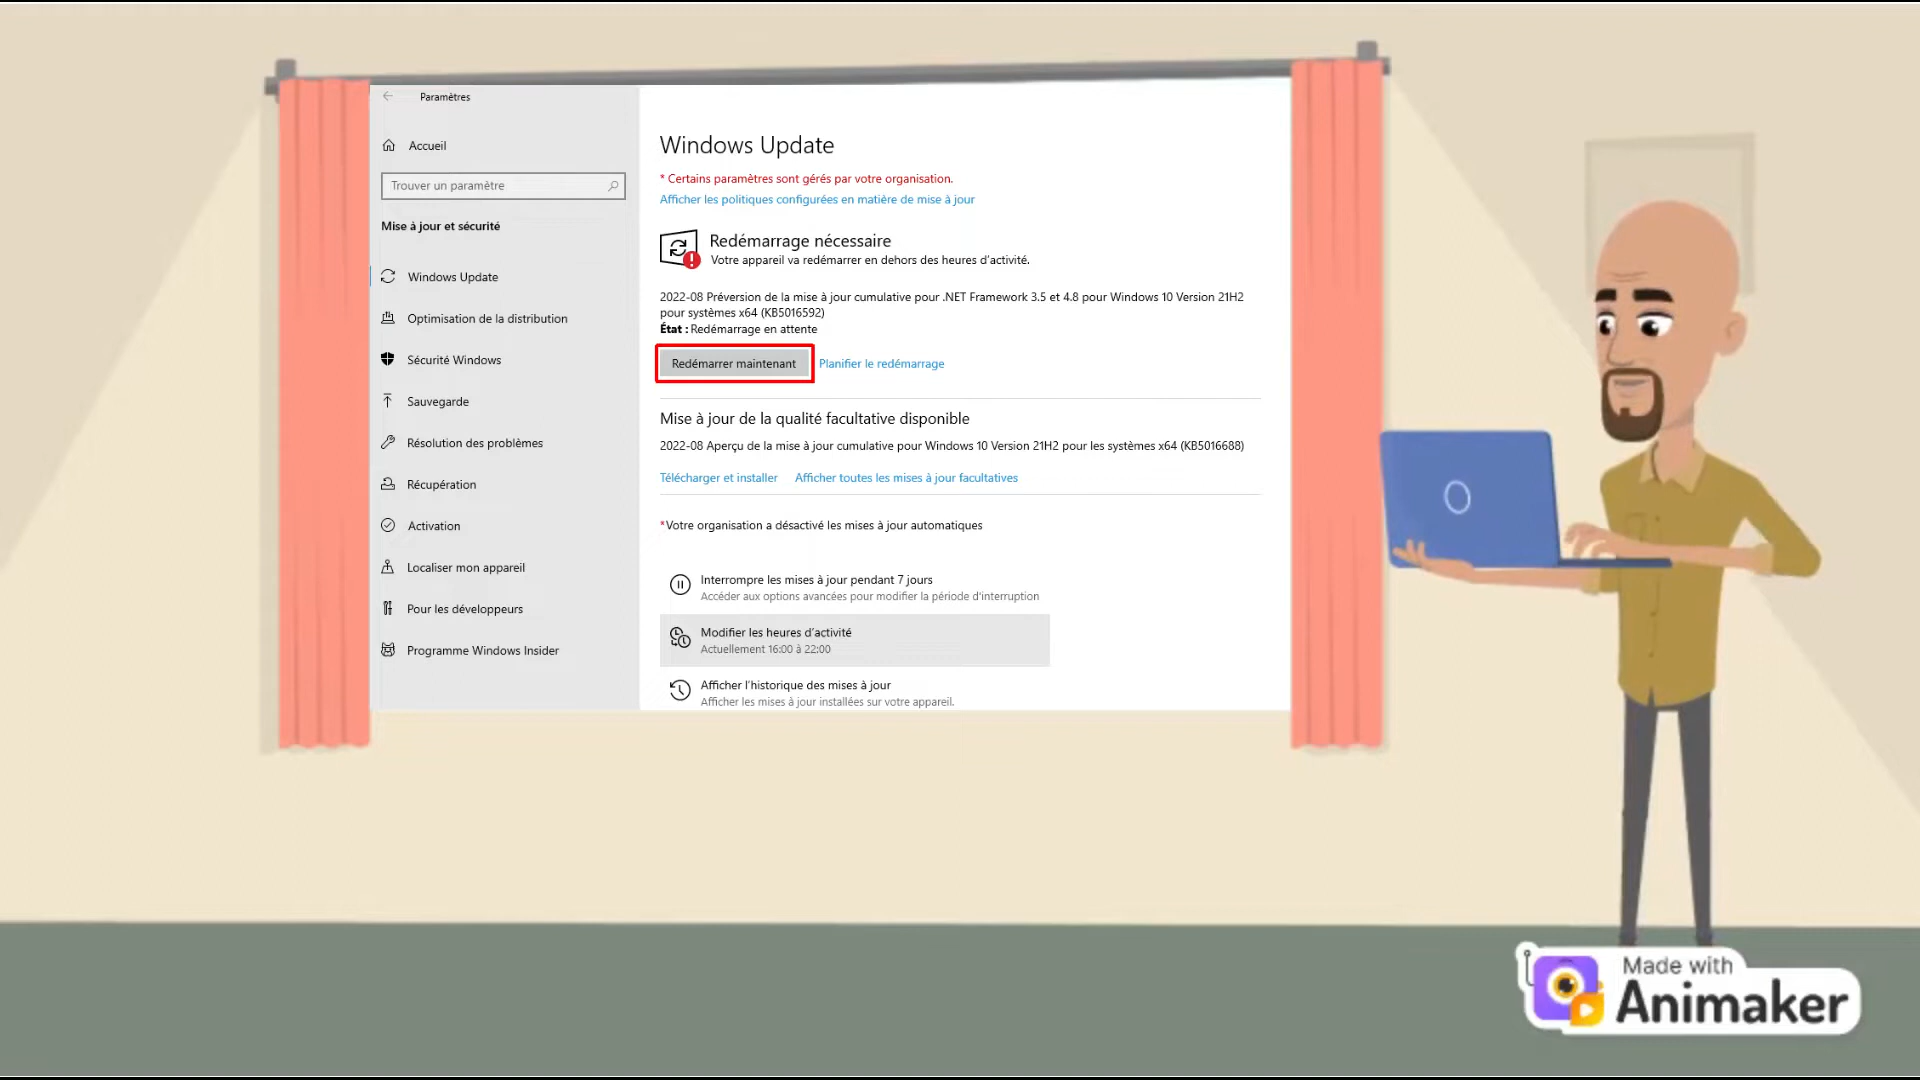 Paramètres
Accueil
Trouver un paramètre
Mise à jour et sécurité
Windows Update
Optimisation de la distribution
Sécurité Windows
Sauvegarde
Résolution des problèmes
Récupération
Activation
Localiser mon appareil
Pour les développeurs
Programme Windows Insider
Windows Update
* Certains paramètres sont gérés par votre organisation.
Afficher les politiques configurées en matière de mise à jour
Redémarrage nécessaire
Votre appareil va redémarrer en dehors des heures d'activité.
2022-08 Préversion de la mise à jour cumulative pour .NET Framework 3.5 et 4.8 pour Windows 10 Version 21H2
pour systèmes x64 (KB5016592)
État : Redémarrage en attente
Redémarrer maintenant Planifier le redémarrage
Mise à jour de la qualité facultative disponible
2022-08 Aperçu de la mise à jour cumulative pour Windows 10 Version 21H2 pour les systèmes x64 (KB5016688)
Télécharger et installer Afficher toutes les mises à jour facultatives
*Votre organisation a désactivé les mises à jour automatiques
Interrompre les mises à jour pendant 7 jours
Accéder aux options avancées pour modifier la période d'interruption
Modifier les heures d'activité
Actuellement 16:00 à 22:00
Afficher l'historique des mises à jour
Afficher les mises à jour installées sur votre appareil.
Made with
Animaker